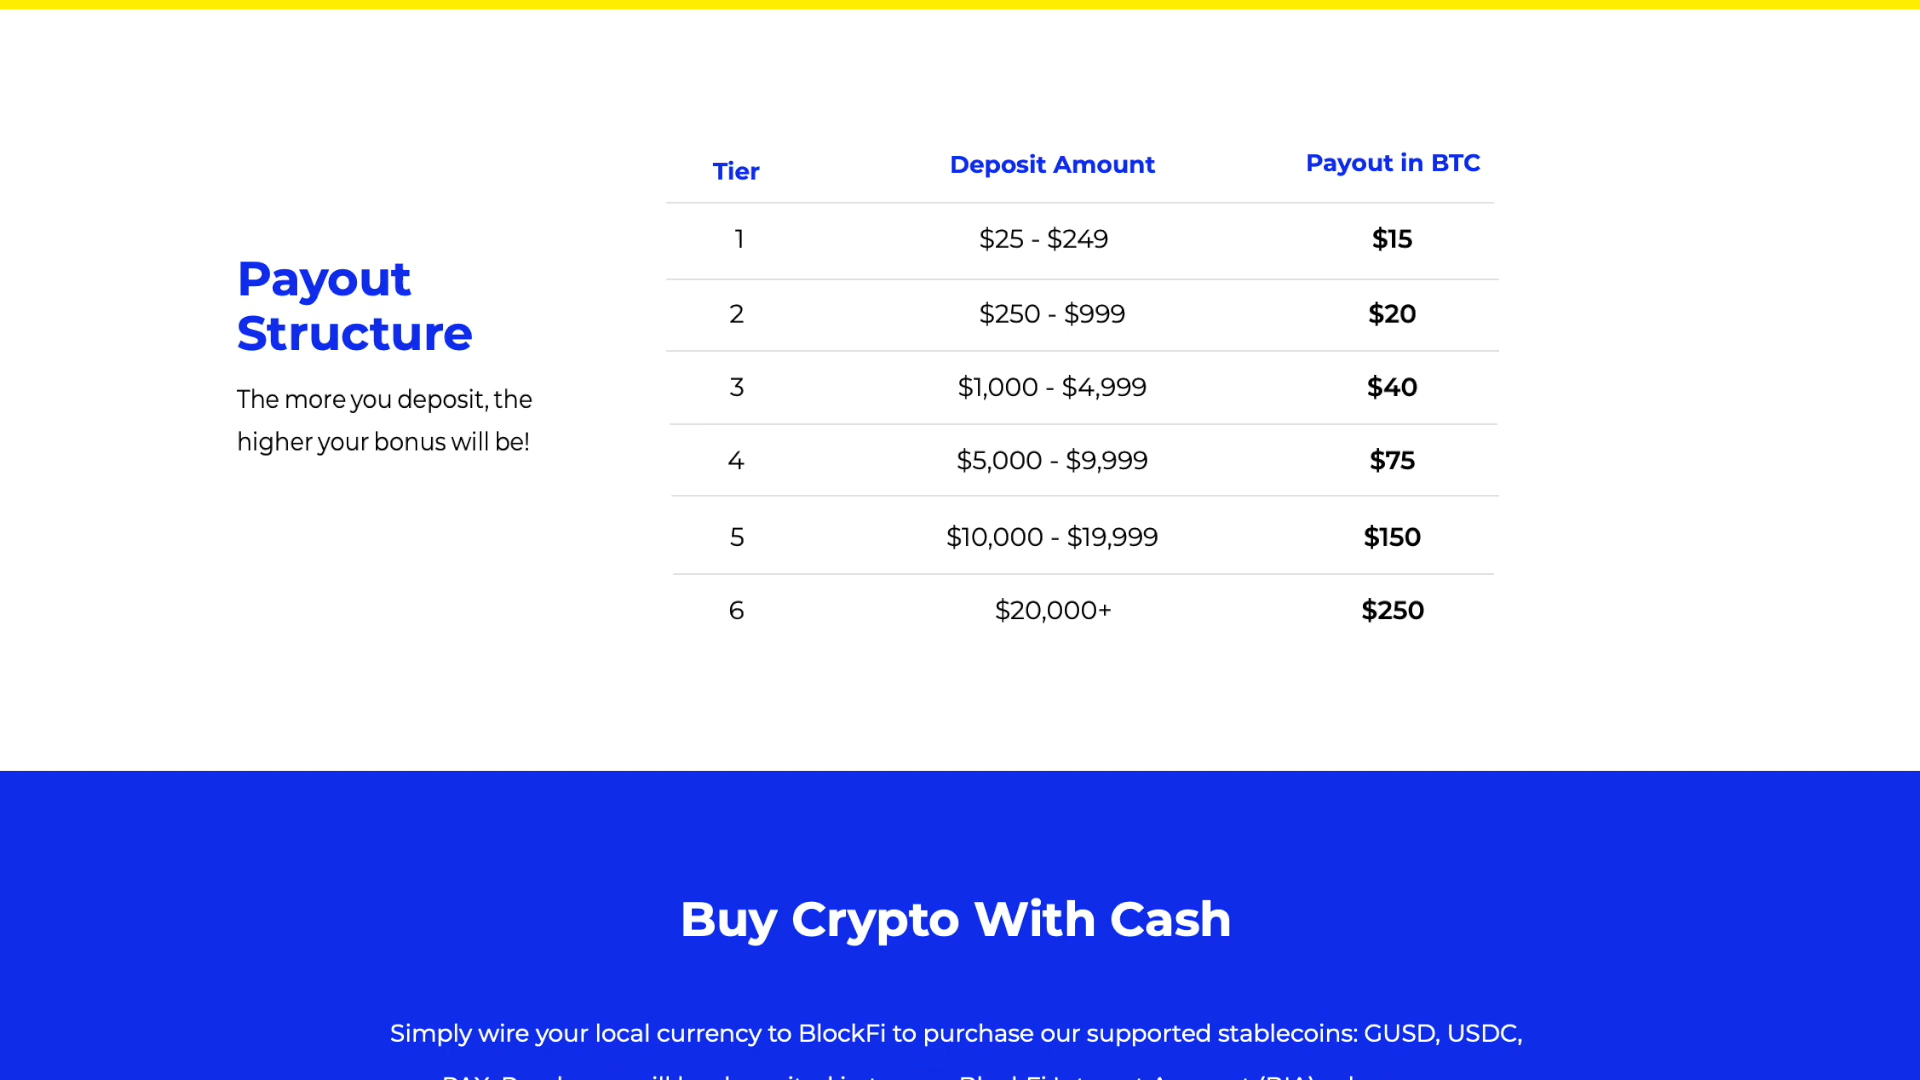 Payout
Structure
The more you deposit, the
higher your bonus will be!
Tier Deposit Amount Payout in BTC
1 $25 - $249 $15
2 $250 - $999 $20
3 $1,000 - $4,999 $40
4 $5,000 - $9,999 $75
5 $10,000 - $19,999 $150
6 $20,000+ $250
Buy Crypto With Cash
Simply wire your local currency to BlockFi to purchase our supported stablecoins: GUSD, USDC,